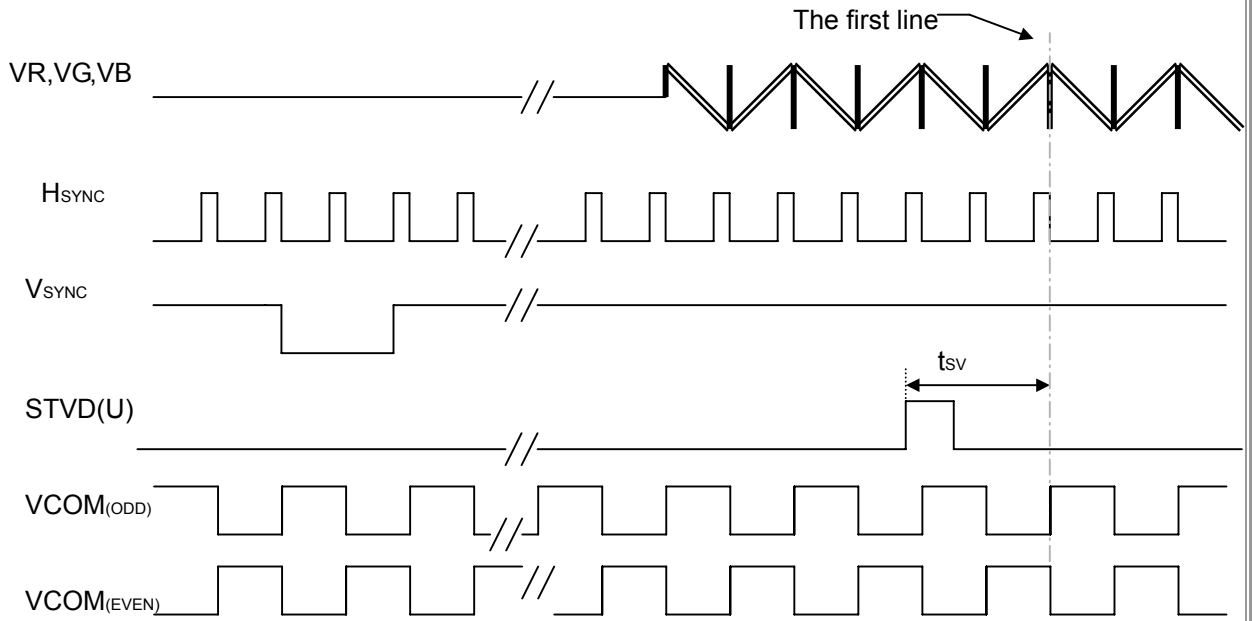 The first line
VR,VG,VB
HSYNC
VSYNC
tSV
STVD(U)
VCOM(ODD)
VCOM(EVEN)